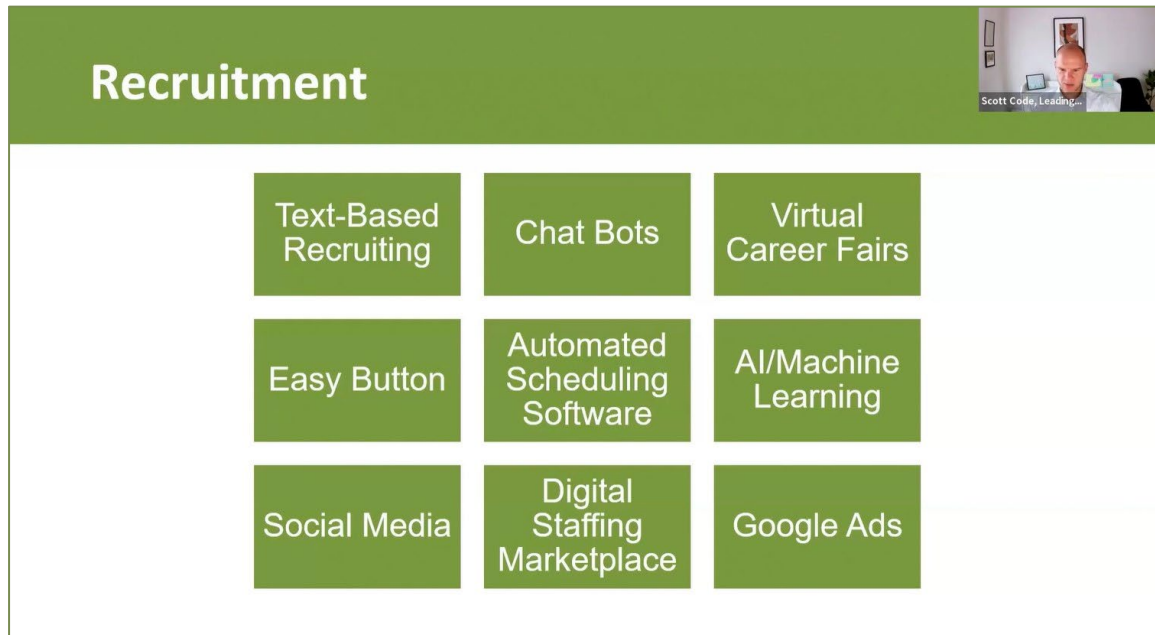 Recruitment
Scott Code, Leading...
Text-Based
Recruiting
Chat Bots
Virtual
Career Fairs
Easy Button
Automated
Scheduling
Software
AI/Machine
Learning
Social Media
Digital
Staffing
Marketplace
Google Ads